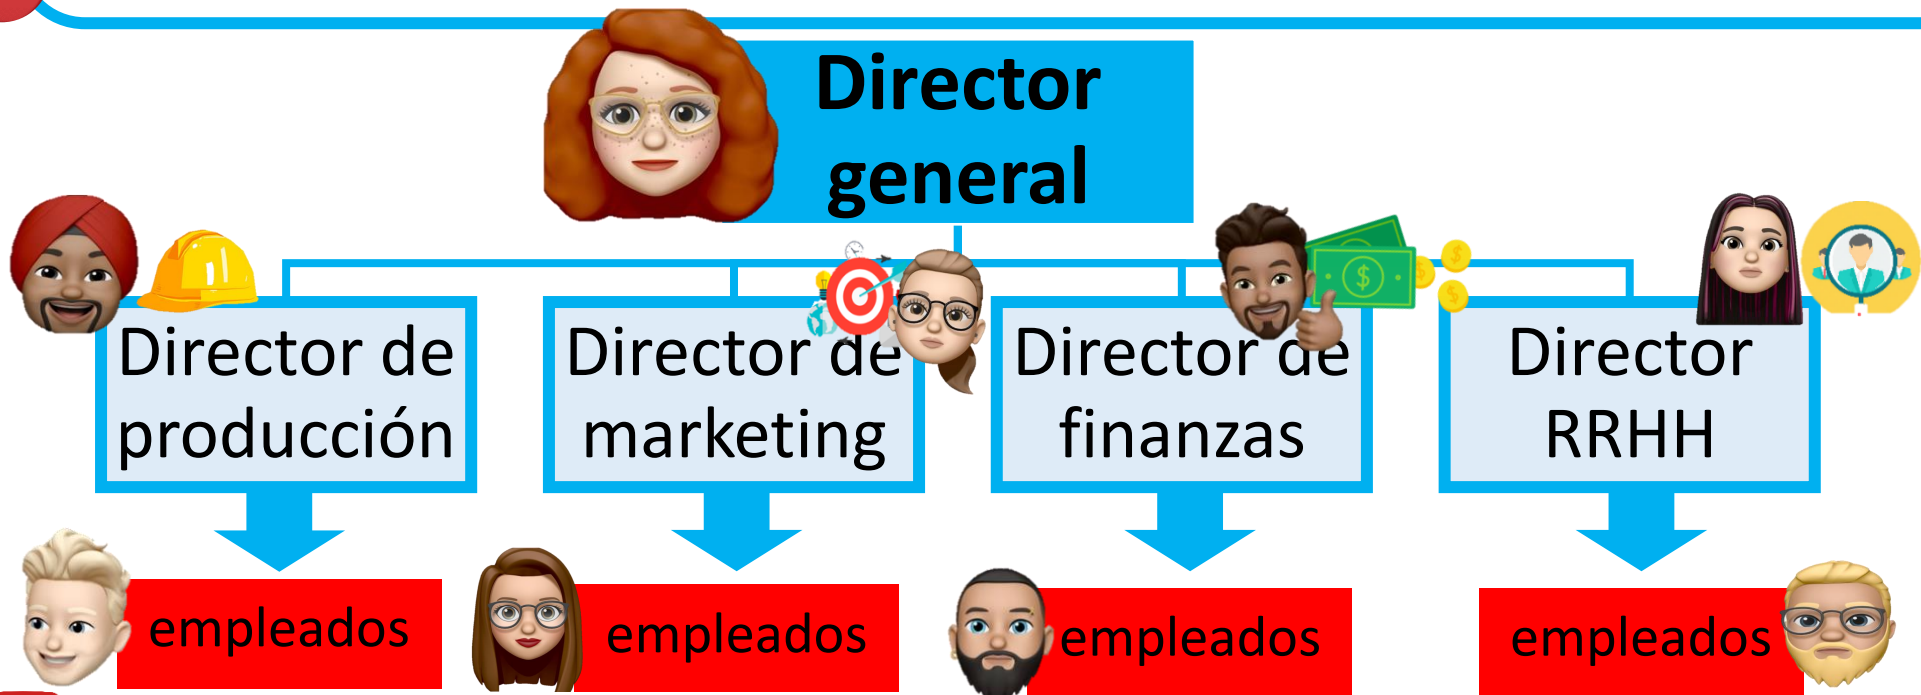 Director
general
Director de
producción
Director de
marketing
Director de
finanzas
Director
RRHH
empleados
empleados
empleados
empleados